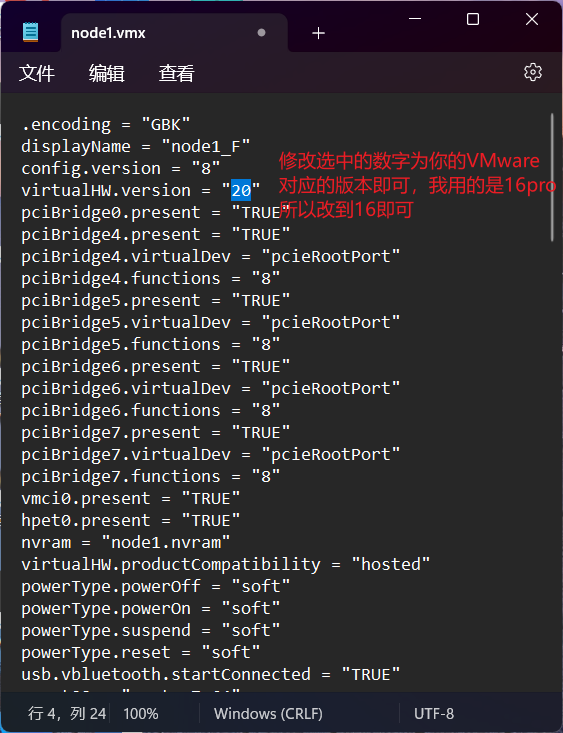 node1.vmx
文件 编辑 查看
.encoding = "GBK"
displayName = "node1_F"
config.version = "8"
virtualHW.version = "20"
修改选中的数字为你的VMware
对应的版本即可，我用的是16pro
所以改到16即可
pciBridge0.present = "TRUE"
pciBridge4.present = "TRUE"
pciBridge4.virtualDev = "pcieRootPort"
pciBridge4.functions = "8"
pciBridge5.present = "TRUE"
pciBridge5.virtualDev = "pcieRootPort"
pciBridge5.functions = "8"
pciBridge6.present = "TRUE"
pciBridge6.virtualDev = "pcieRootPort"
pciBridge6.functions = "8"
pciBridge7.present = "TRUE"
pciBridge7.virtualDev = "pcieRootPort"
pciBridge7.functions = "8"
vmci0.present = "TRUE"
hpet0.present = "TRUE"
nvram = "node1.nvram"
virtualHW.productCompatibility = "hosted"
powerType.powerOff = "soft"
powerType.powerOn = "soft"
powerType.suspend = "soft"
powerType.reset = "soft"
usb.vbluetooth.startConnected = "TRUE"
行 4，列 24 100% Windows (CRLF) UTF-8